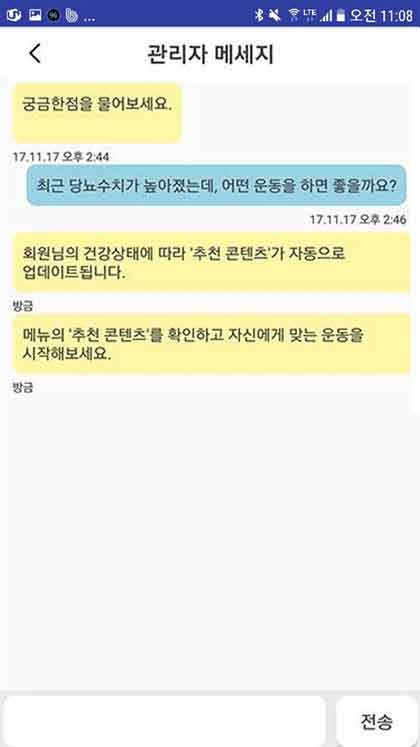 96 ... LTE 오전 11:08
관리자 메세지
궁금한점을 물어보세요.
17.11.17 오후 2:44
최근 당뇨수치가 높아졌는데, 어떤 운동을 하면 좋을까요?
17.11.17 오후 2:46
회원님의 건강상태에 따라 '추천 콘텐츠'가 자동으로
업데이트됩니다.
방금
메뉴의 '추천 콘텐츠'를 확인하고 자신에게 맞는 운동을
시작해보세요.
방금
전송